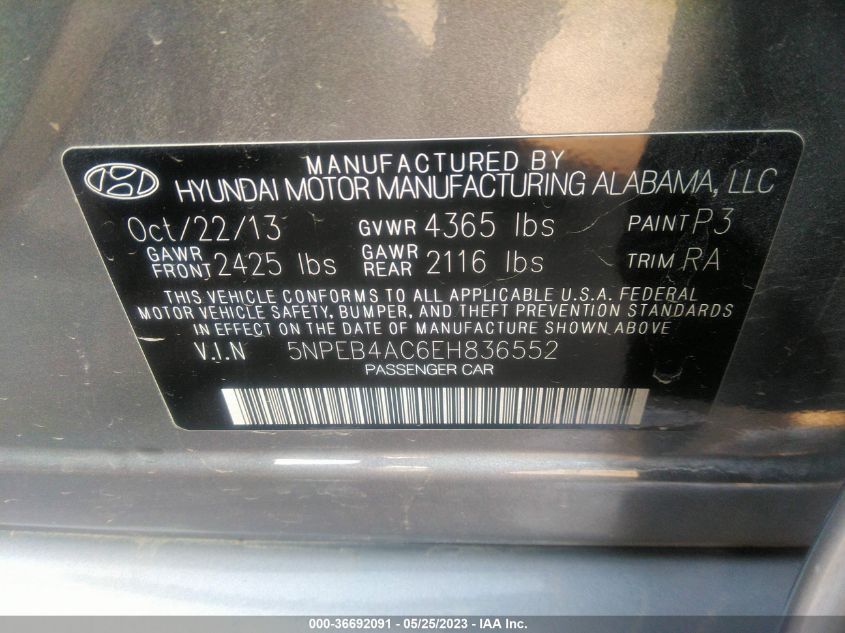 MANUFACTURED BY
HYUNDAI MOTOR MANUFACTURING ALABAMA, LLC
Oct/22/13 GVWR 4365 lbs PAINT P3
GAWR FRONT 2425 lbs GAWR REAR 2116 lbs TRIM RA
THIS VEHICLE CONFORMS TO ALL APPLICABLE U.S.A. FEDERAL
MOTOR VEHICLE SAFETY, BUMPER, AND THEFT PREVENTION STANDARDS
IN EFFECT ON THE DATE OF MANUFACTURE SHOWN ABOVE
V.I.N 5NPEB4AC6EH836552
PASSENGER CAR
000-36692091 - 05/25/2023 - IAA Inc.